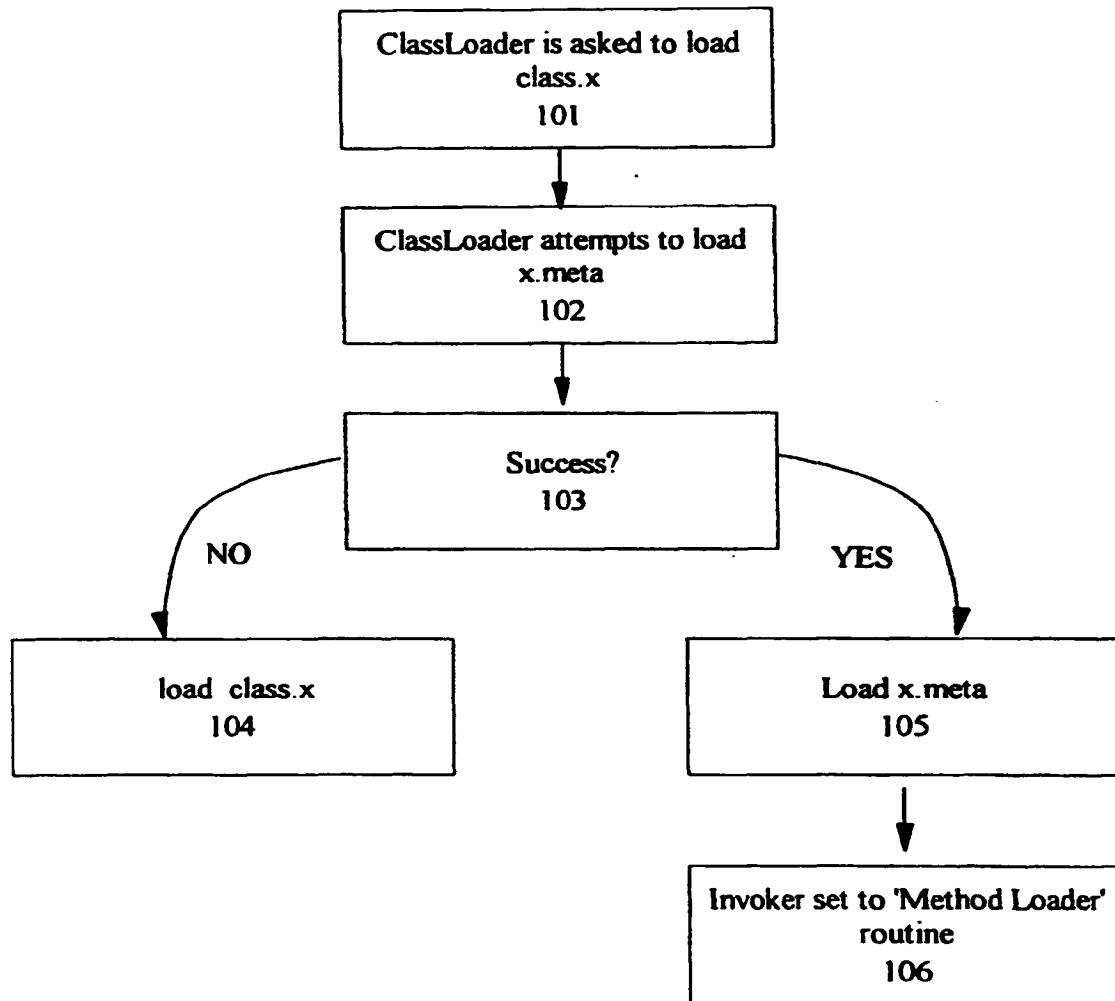 ClassLoader is asked to load
class.x
101
ClassLoader attempts to load
x.meta
102
Success?
103
NO
YES
load class.x
104
Load x.meta
105
Invoker set to 'Method Loader'
routine
106